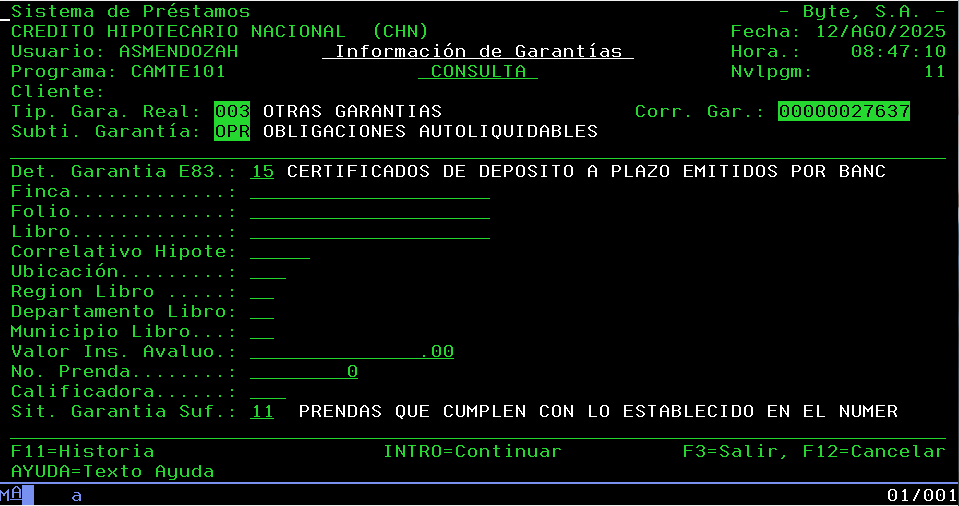 Sistema de Préstamos - Byte, S.A. -
CREDITO HIPOTECARIO NACIONAL (CHN) Fecha: 12/AGO/2025
Usuario: ASMENDOZAH Información de Garantías Hora.: 08:47:10
Programa: CAMTE101 CONSULTA Nvlpgm: 11
Cliente:
Tip. Gara. Real: 003 OTRAS GARANTIAS Corr. Gar.: 00000027637
Subti. Garantía: OPR OBLIGACIONES AUTOLIQUIDABLES
Det. Garantia E83.: 15 CERTIFICADOS DE DEPOSITO A PLAZO EMITIDOS POR BANC
Finca.............:
Folio.............:
Libro.............:
Correlativo Hipote:
Ubicación.........:
Region Libro .....:
Departamento Libro:
Municipio Libro...:
Valor Ins. Avaluo.: .00
No. Prenda........: 0
Calificadora......:
Sit. Garantia Suf.: 11 PRENDAS QUE CUMPLEN CON LO ESTABLECIDO EN EL NUMER
F11=Historia INTRO=Continuar F3=Salir, F12=Cancelar
AYUDA=Texto Ayuda
MA a 01/001